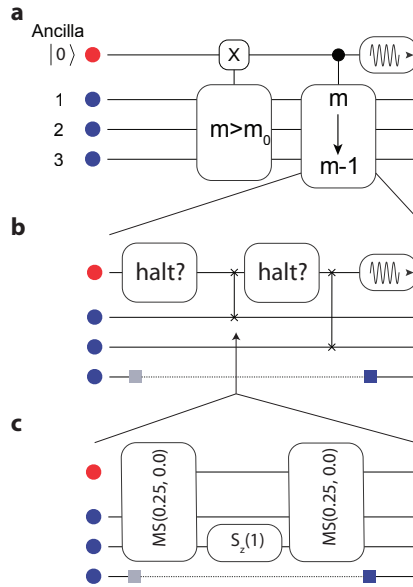 a
Ancilla
|0⟩
X
1
2
3
m>m₀
m
m-1
b
halt?
halt?
c
MS(0.25, 0.0)
S_z(1)
MS(0.25, 0.0)